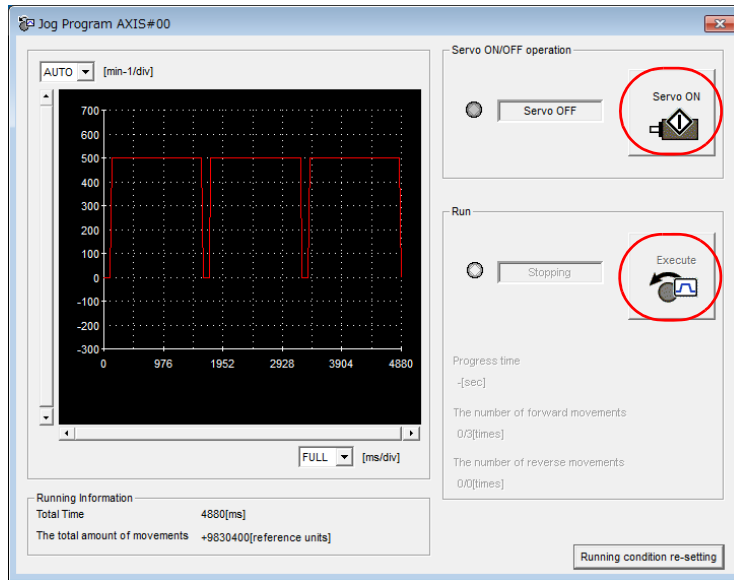 Jog Program AXIS#00
AUTO [min-1/div]
700
600
500
400
300
200
100
0
-100
-200
-300
0 976 1952 2928 3904 4880
FULL [ms/div]
Running Information
Total Time 4880[ms]
The total amount of movements +9830400[reference units]
Servo ON/OFF operation
Servo OFF
Servo ON
Run
Stopping
Execute
Progress time
-[sec]
The number of forward movements
0/3[times]
The number of reverse movements
0/0[times]
Running condition re-setting